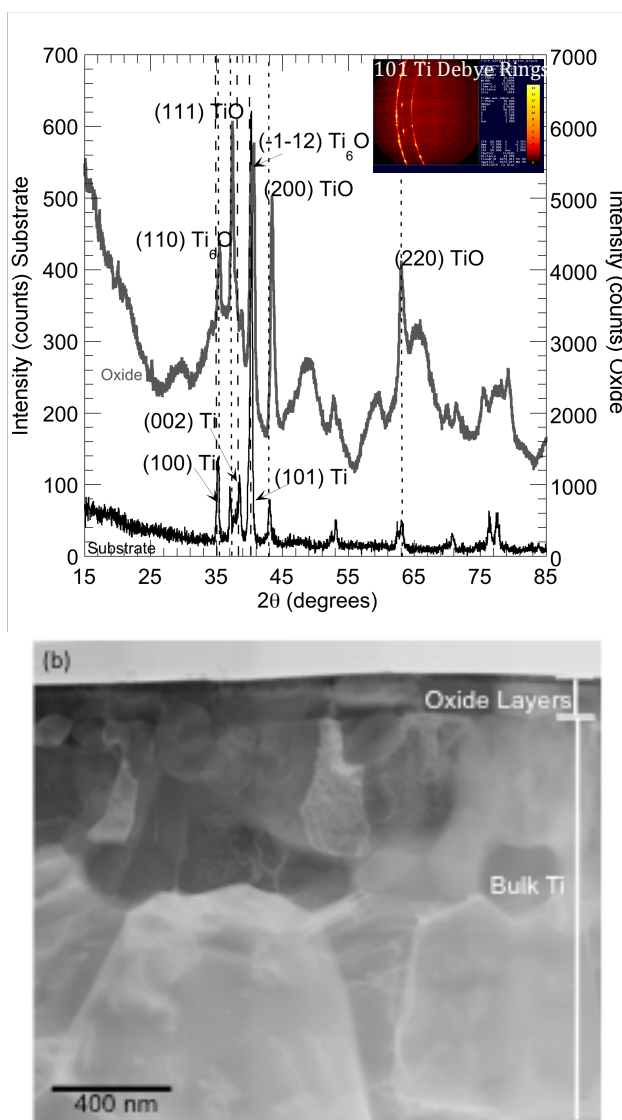 700
7000
101 Ti Debye Rings
(111) TiO
600
6000
(-1-12) Ti6O
(200) TiO
500
5000
(110) Ti6O
(220) TiO
400
4000
Intensity (counts) Substrate
Intensity (counts) Oxide
300
3000
Oxide
200
2000
(002) Ti
(100) Ti
(101) Ti
100
1000
Substrate
0
0
15
25
35
45
55
65
75
85
2θ (degrees)
(b)
Oxide Layers
Bulk Ti
400 nm